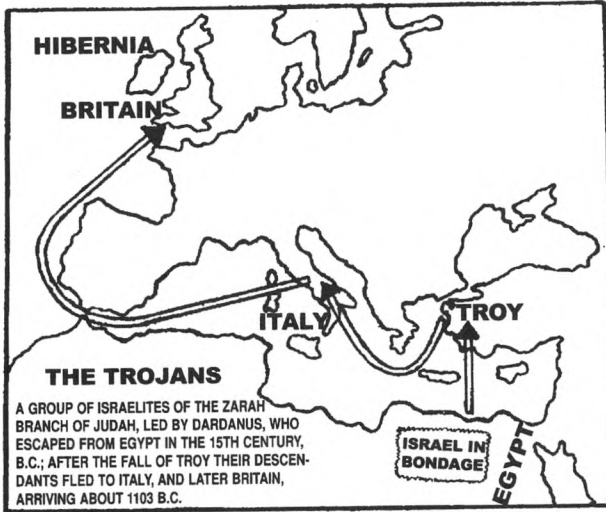 HIBERNIA
BRITAIN
ITALY
TROY
THE TROJANS
A GROUP OF ISRAELITES OF THE ZARAH
BRANCH OF JUDAH, LED BY DARDANUS, WHO
ESCAPED FROM EGYPT IN THE 15TH CENTURY,
B.C.; AFTER THE FALL OF TROY THEIR DESCEN-
DANTS FLED TO ITALY, AND LATER BRITAIN,
ARRIVING ABOUT 1103 B.C.
ISRAEL IN
BONDAGE
EGYPT